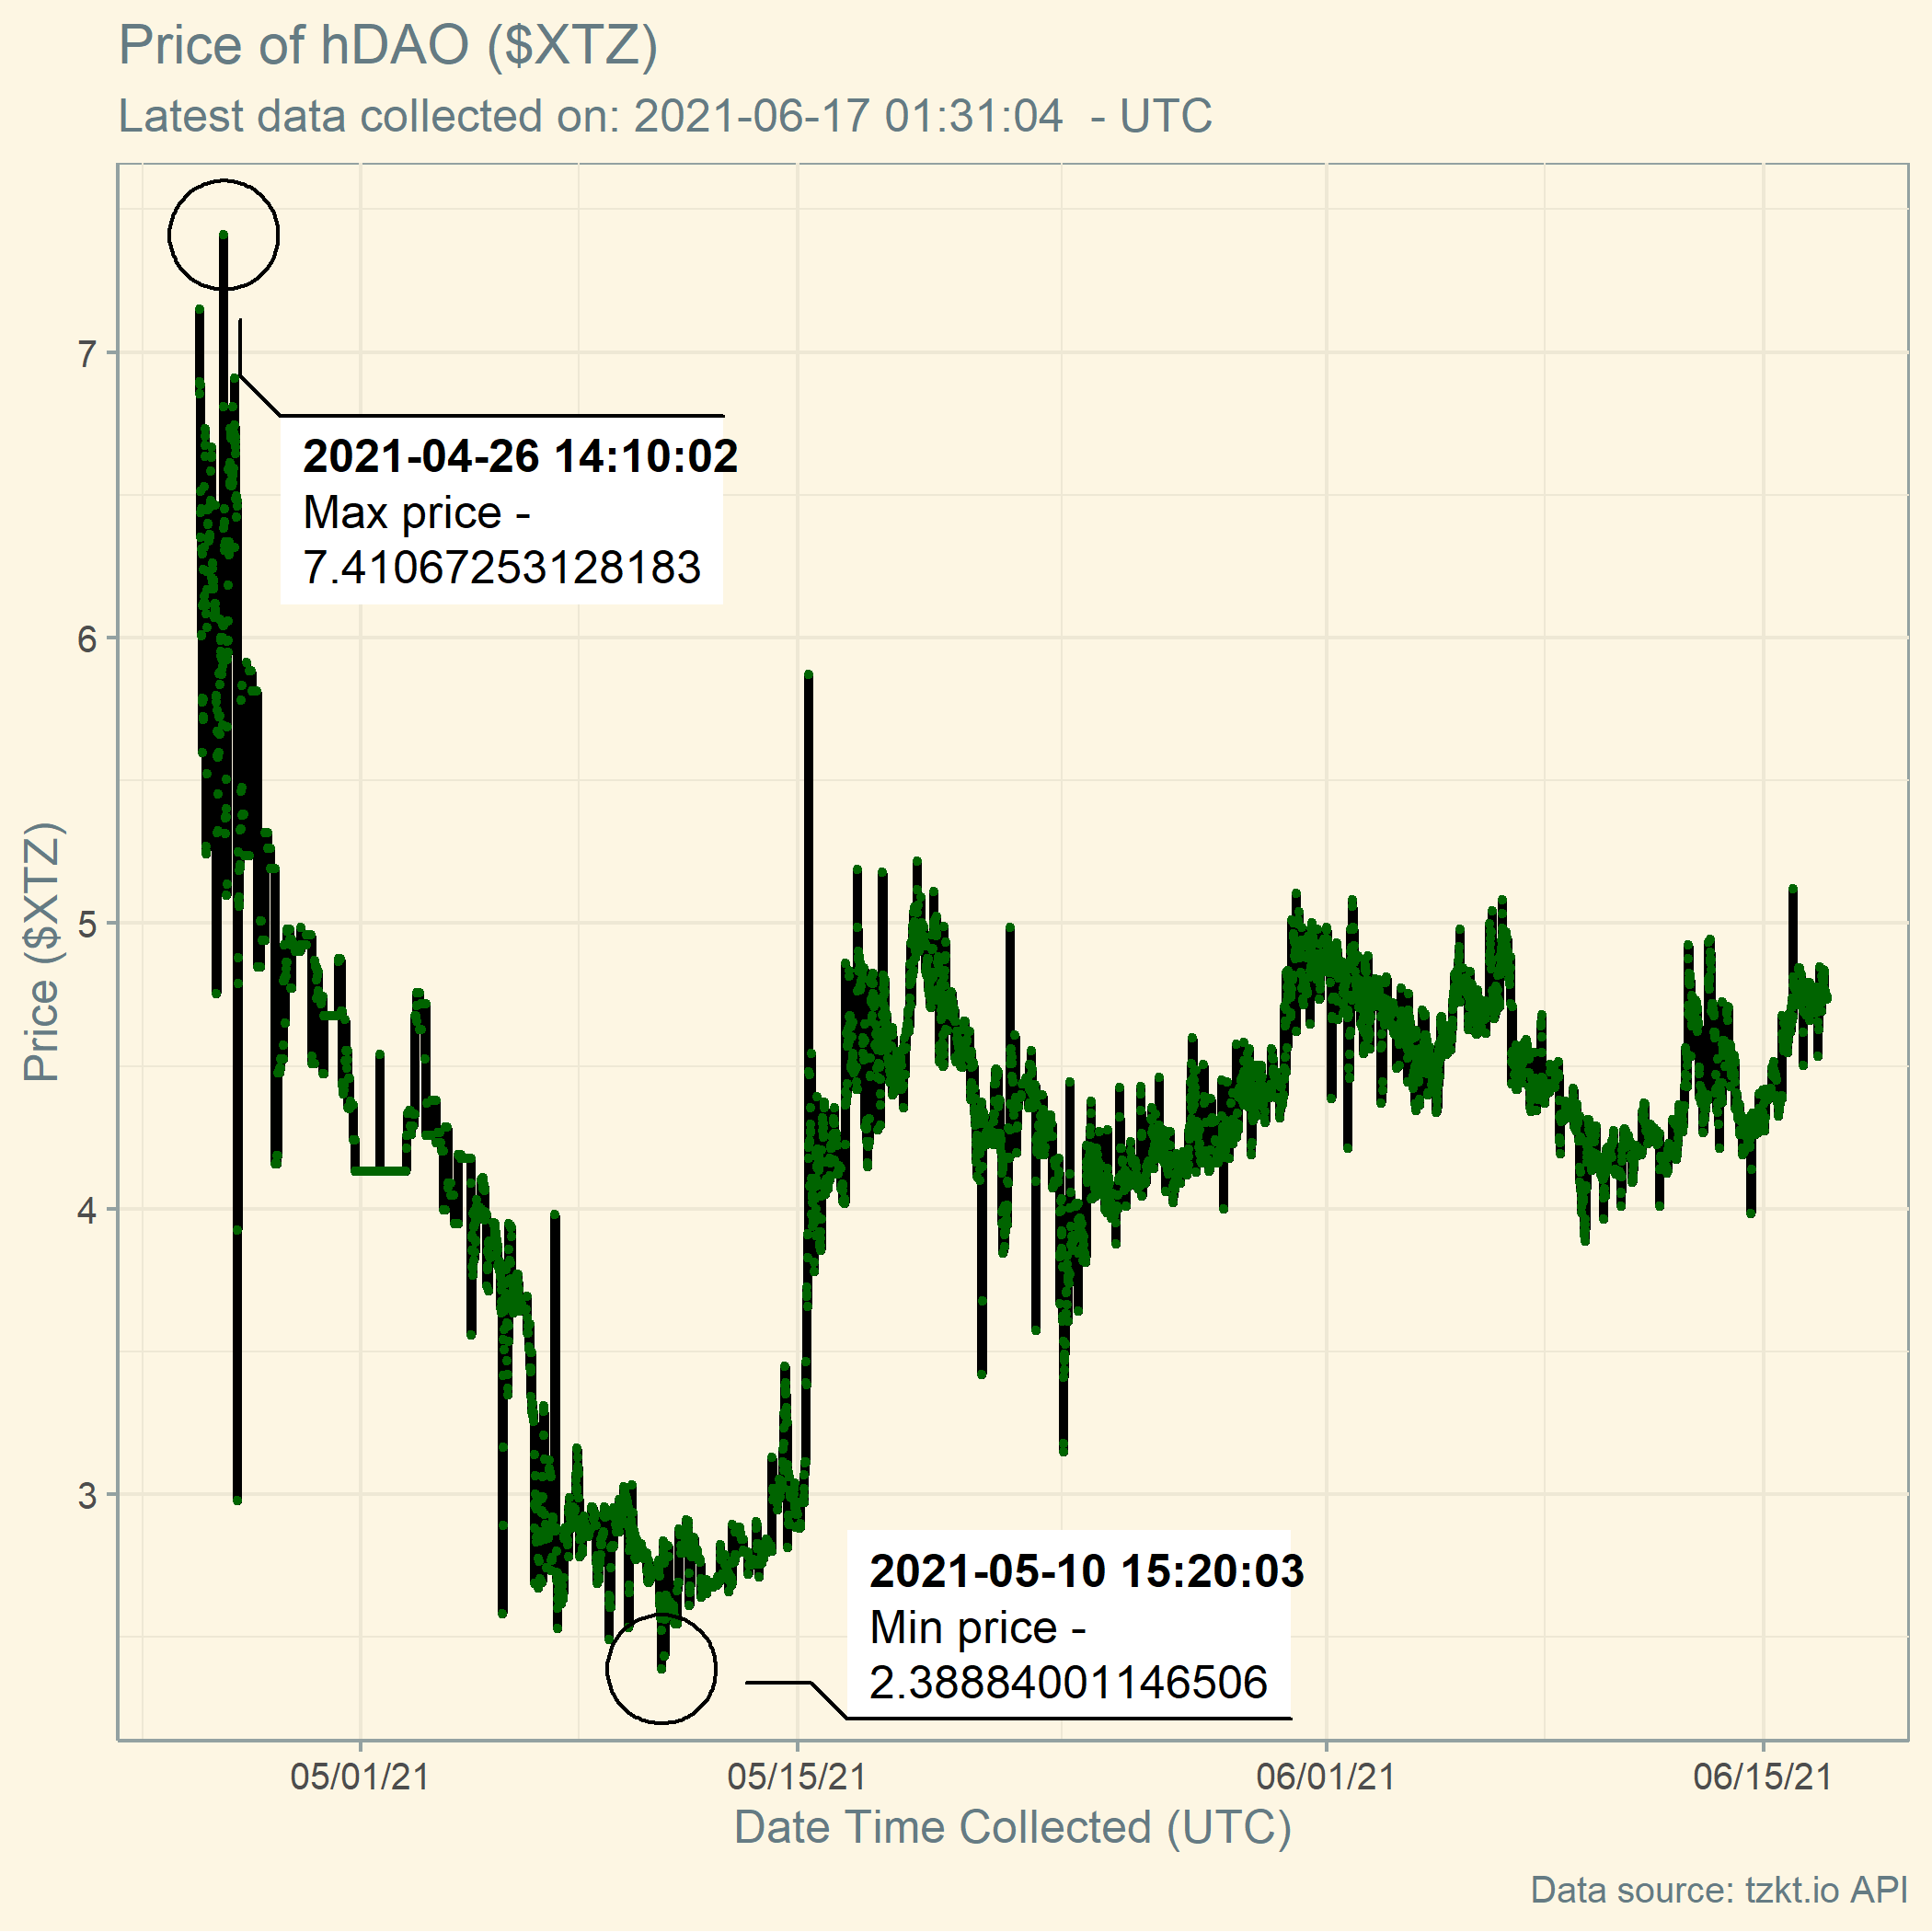 Price of hDAO ($XTZ)
Latest data collected on: 2021-06-17 01:31:04  - UTC
7
6
5
4
3
Price ($XTZ)
2021-04-26 14:10:02
Max price -
7.41067253128183
2021-05-10 15:20:03
Min price -
2.38884001146506
05/01/21
05/15/21
06/01/21
06/15/21
Date Time Collected (UTC)
Data source: tzkt.io API